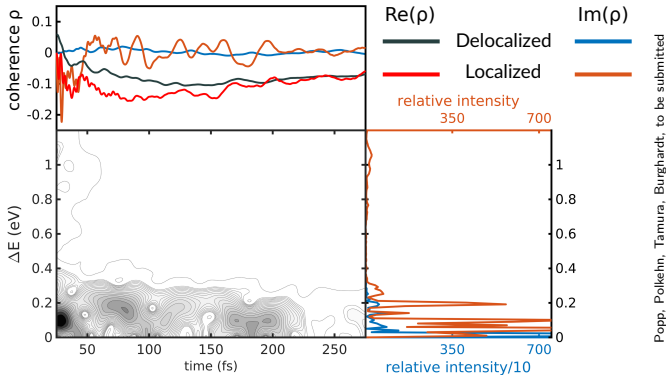 Re(ρ)
Im(ρ)
Delocalized
Localized
coherence ρ
0.1
0
-0.1
-0.2
relative intensity
350
700
ΔE (eV)
1
0.8
0.6
0.4
0.2
0
50
100
150
200
250
time (fs)
1
0.8
0.6
0.4
0.2
0
350
700
relative intensity/10
Popp, Polkehn, Tamura, Burghardt, to be submitted